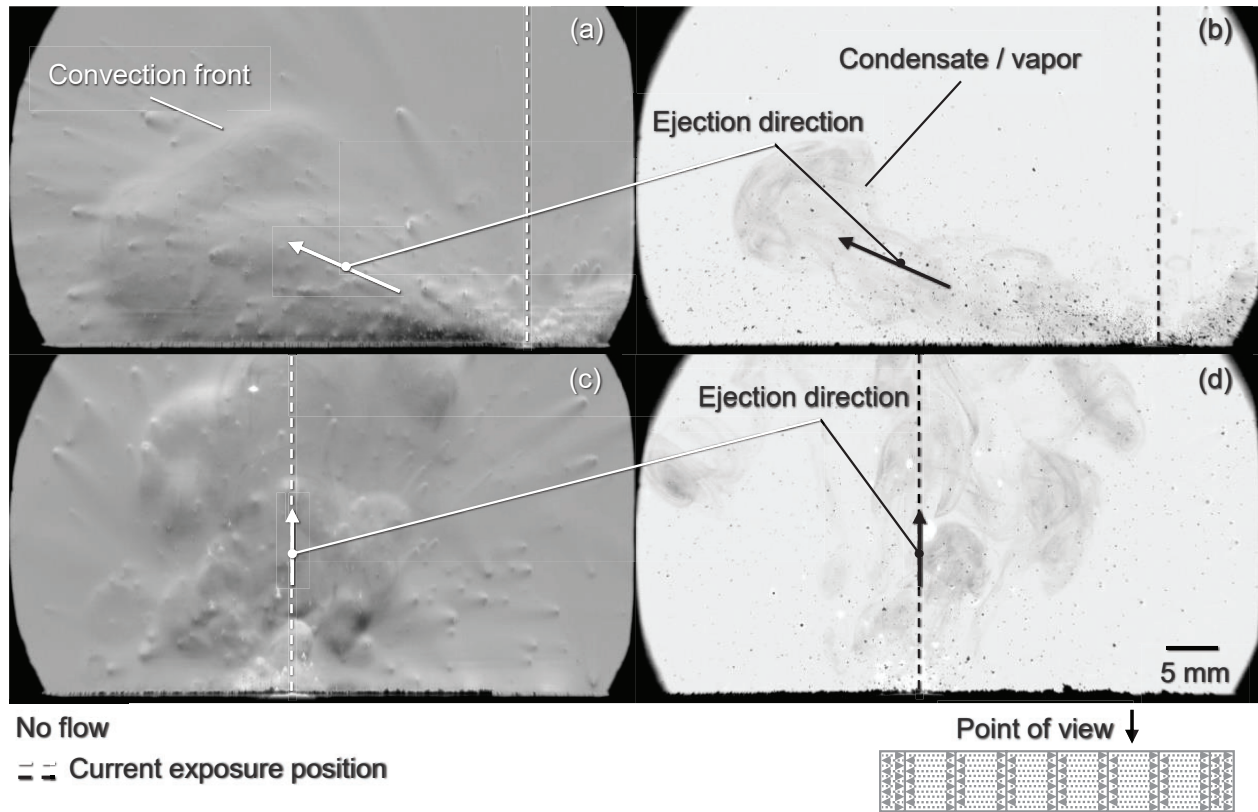 (a)
Convection front
(b)
Condensate / vapor
Ejection direction
(c)
(d)
Ejection direction
5 mm
No flow
Current exposure position
Point of view